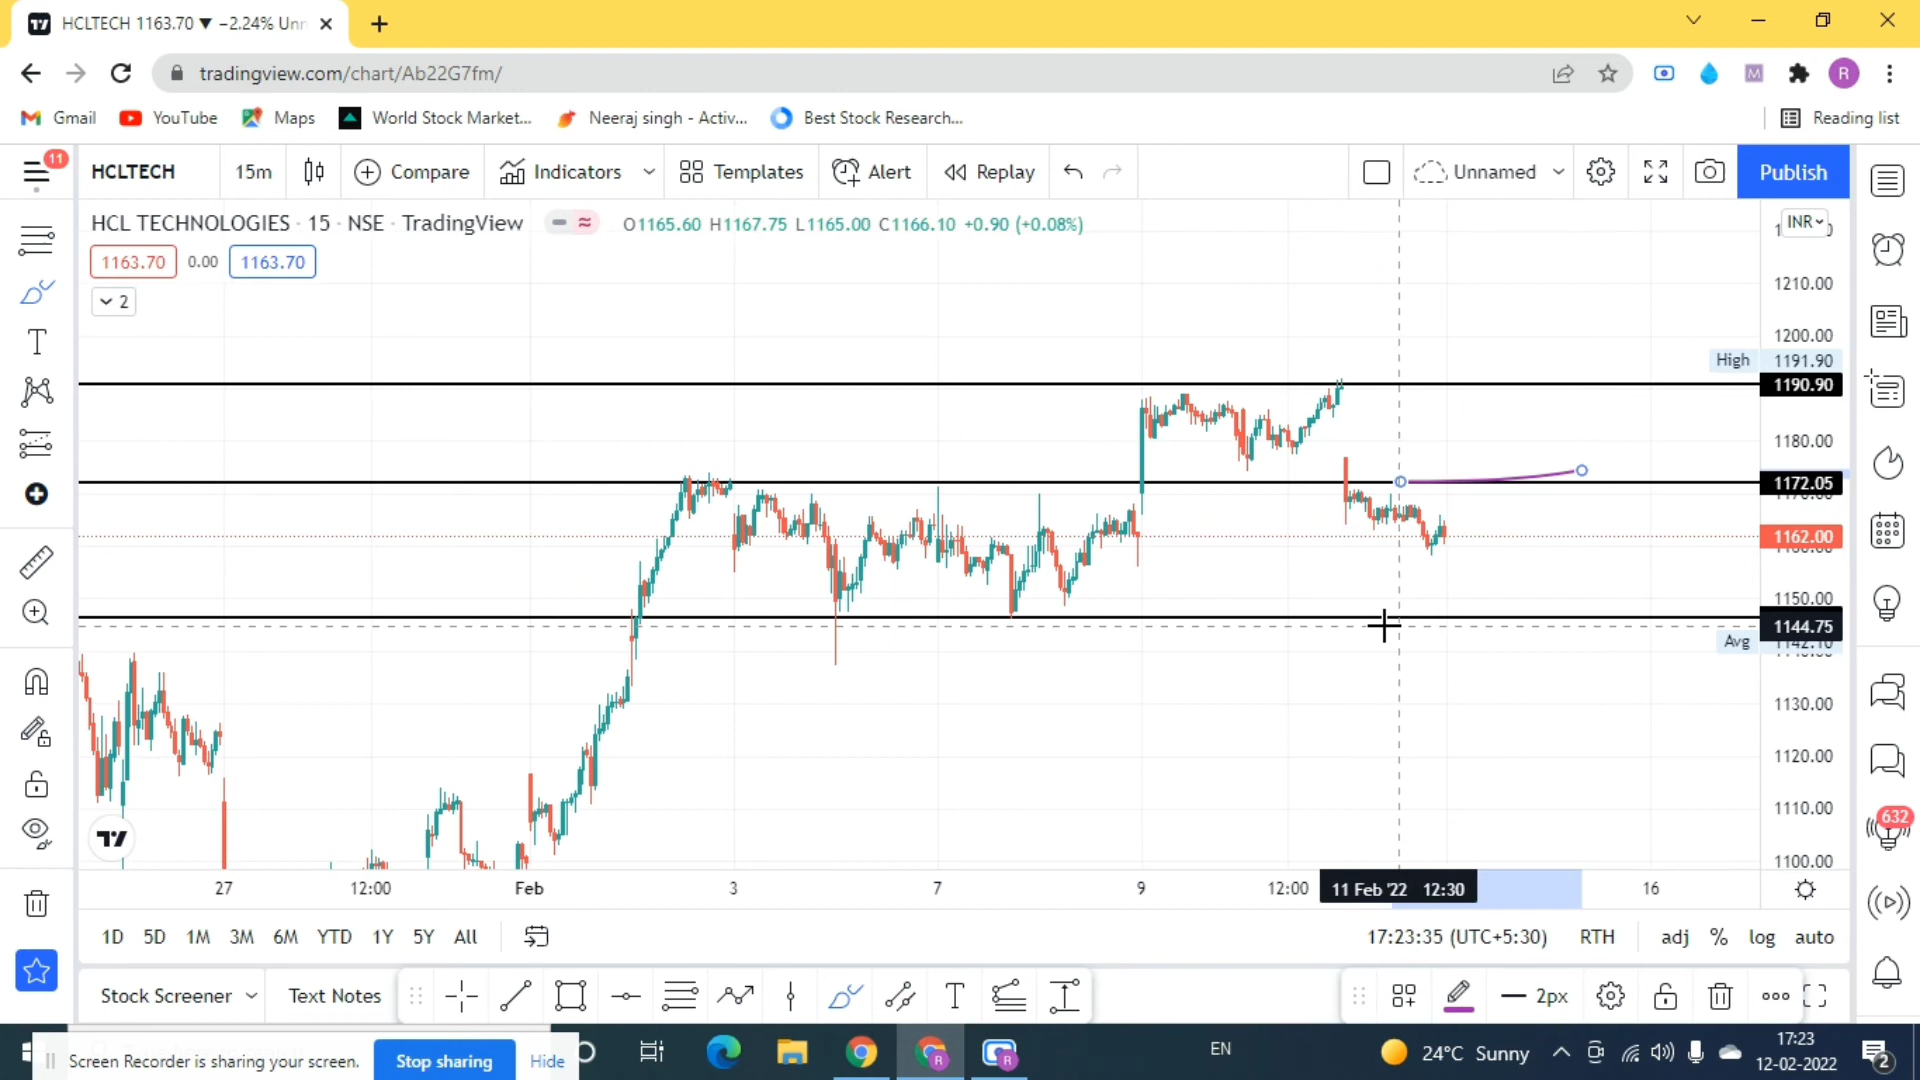 HCLTECH 1163.70 ▼ −2.24% Unn
tradingview.com/chart/Ab22G7fm/
R
Gmail YouTube Maps World Stock Market... Neeraj singh - Activ... Best Stock Research... Reading list
11
HCLTECH 15m Compare Indicators Templates Alert Replay Unnamed Publish
HCL TECHNOLOGIES · 15 · NSE · TradingView O1165.60 H1167.75 L1165.00 C1166.10 +0.90 (+0.08%)
INR
1163.70 0.00 1163.70
2
1210.00
1200.00
High 1191.90
1190.90
1180.00
1172.05
1162.00
1150.00
1144.75
Avg 1142.10
1130.00
1120.00
1110.00
632
1100.00
27 12:00 Feb 3 7 9 12:00 11 Feb '22 12:30 16
1D 5D 1M 3M 6M YTD 1Y 5Y All 17:23:35 (UTC+5:30) RTH adj % log auto
Stock Screener Text Notes T 2px
Screen Recorder is sharing your screen. Stop sharing Hide
EN
24°C Sunny
17:23
12-02-2022
2